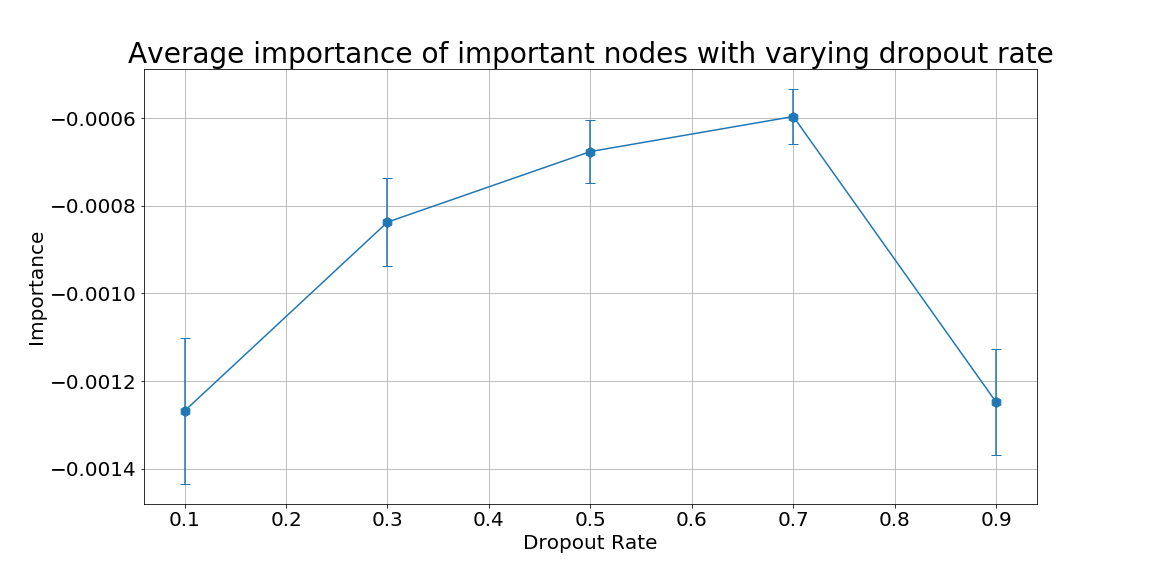 Average importance of important nodes with varying dropout rate
Importance
−0.0006
−0.0008
−0.0010
−0.0012
−0.0014
0.1 0.2 0.3 0.4 0.5 0.6 0.7 0.8 0.9
Dropout Rate